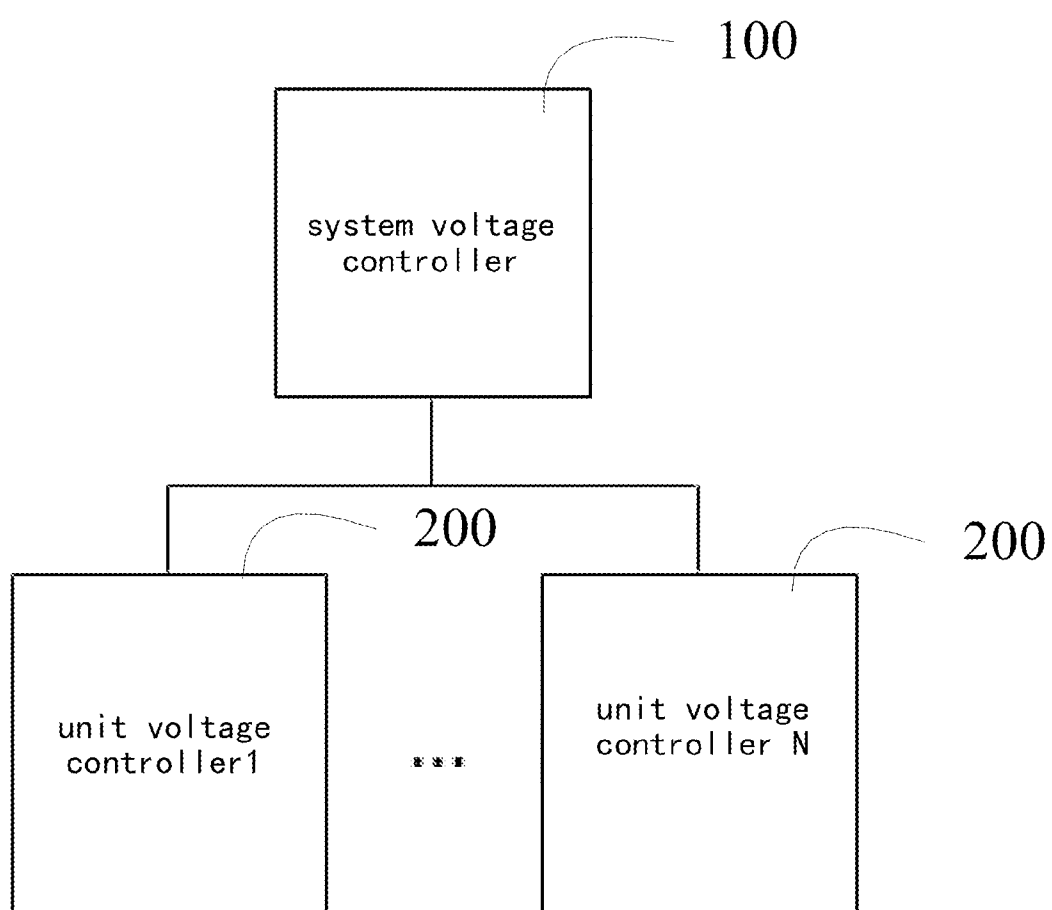 100
system voltage
controller
200
200
unit voltage
controller1
...
unit voltage
controller N